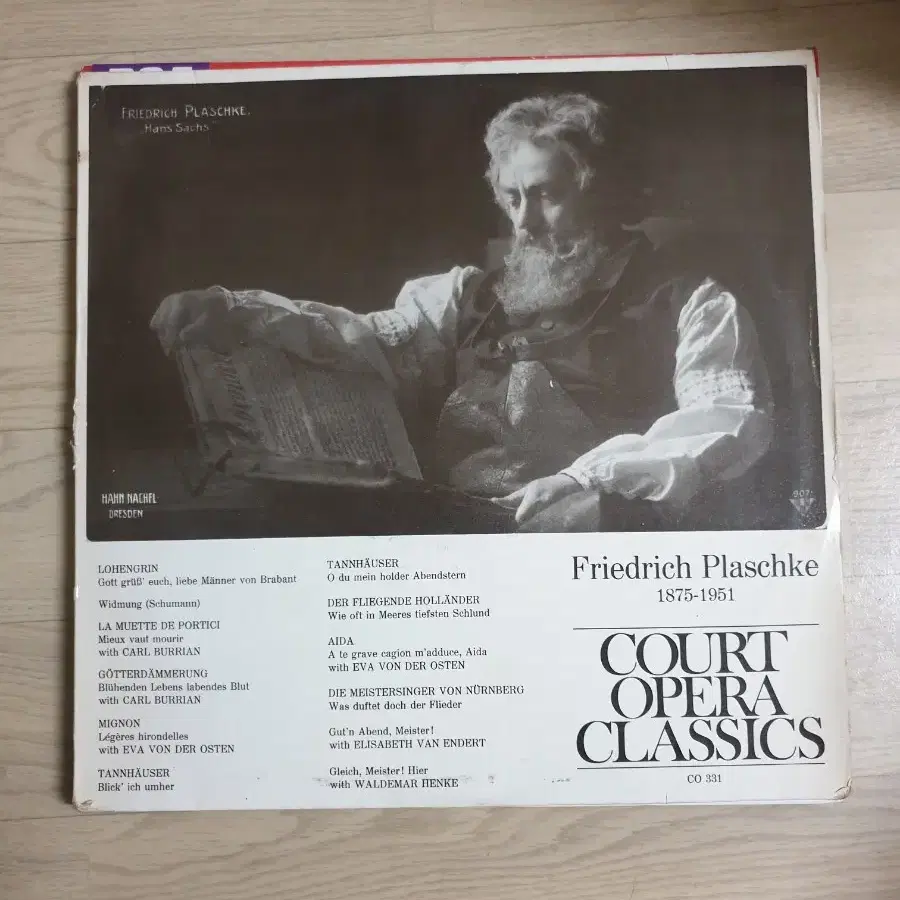 FRIEDRICH PLASCHKE.
Hans Sachs
HAHN NACHFL
DRESDEN
907
LOHENGRIN
Gott grüß' euch, liebe Männer von Brabant
Widmung (Schumann)
LA MUETTE DE PORTICI
Mieux vaut mourir
with CARL BURRIAN
GÖTTERDÄMMERUNG
Blühenden Lebens labendes Blut
with CARL BURRIAN
MIGNON
Légères hirondelles
with EVA VON DER OSTEN
TANNHÄUSER
Blick' ich umher
TANNHÄUSER
O du mein holder Abendstern
DER FLIEGENDE HOLLÄNDER
Wie oft in Meeres tiefsten Schlund
AIDA
A te grave cagion m'adduce, Aida
with EVA VON DER OSTEN
DIE MEISTERSINGER VON NÜRNBERG
Was duftet doch der Flieder
Gut'n Abend, Meister!
with ELISABETH VAN ENDERT
Gleich, Meister! Hier
with WALDEMAR HENKE
Friedrich Plaschke
1875-1951
COURT
OPERA
CLASSICS
CO 331